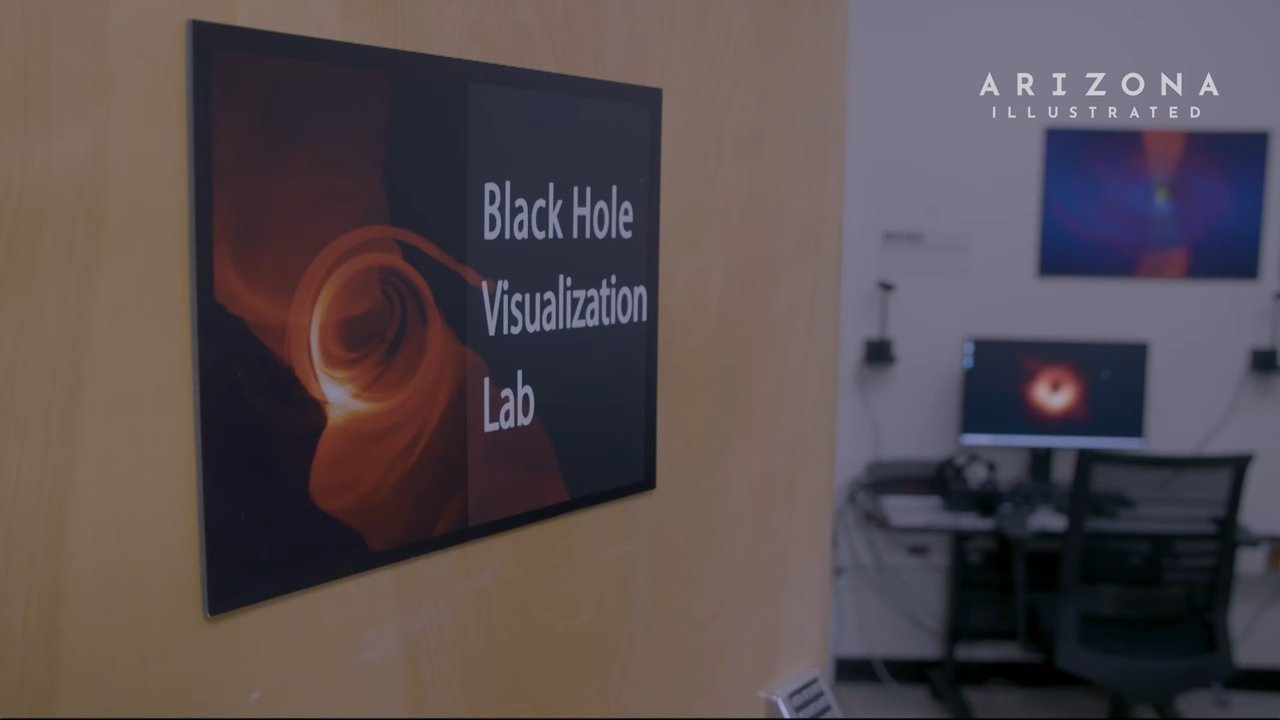 ARIZONA
ILLUSTRATED
Black Hole
Visualization
Lab